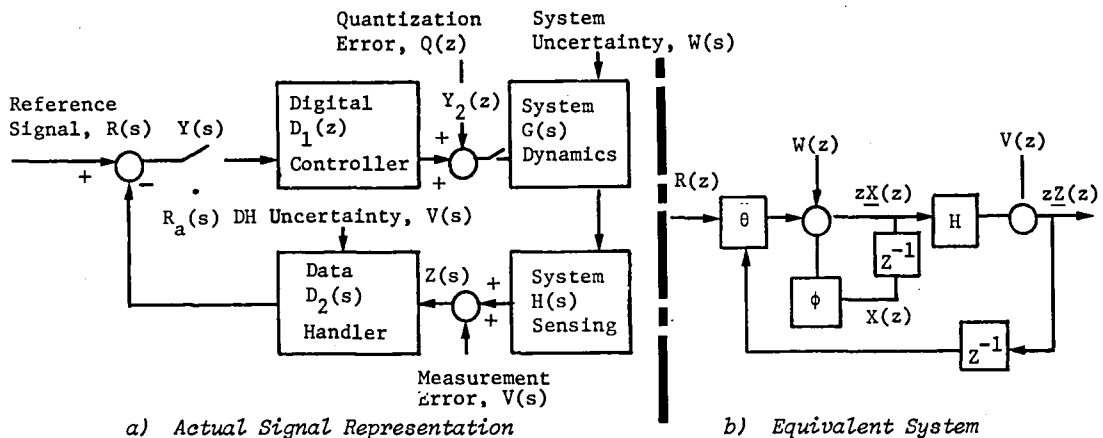 Quantization
Error, Q(z)
System
Uncertainty, W(s)
Reference
Signal, R(s)
Y(s)
Digital
D₁(z)
Controller
Y₂(z)
System
G(s)
Dynamics
+
−
+
+
Rₐ(s) DH Uncertainty, V(s)
Data
D₂(s)
Handler
Z(s)
+
+
System
H(s)
Sensing
Measurement
Error, V(s)
a) Actual Signal Representation
W(z)
V(z)
R(z)
θ
zX(z)
H
zZ(z)
Z⁻¹
φ
X(z)
Z⁻¹
b) Equivalent System